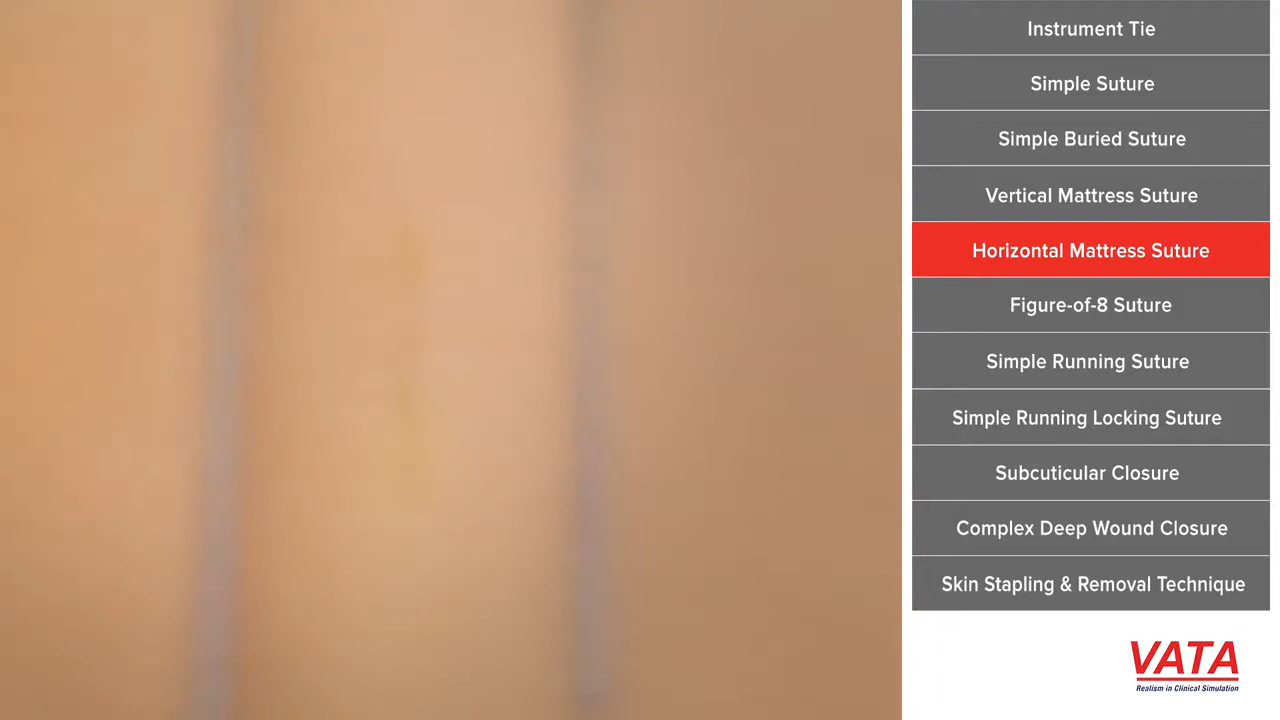 Instrument Tie
Simple Suture
Simple Buried Suture
Vertical Mattress Suture
Horizontal Mattress Suture
Figure-of-8 Suture
Simple Running Suture
Simple Running Locking Suture
Subcuticular Closure
Complex Deep Wound Closure
Skin Stapling & Removal Technique
VATA
Realism in Clinical Simulation